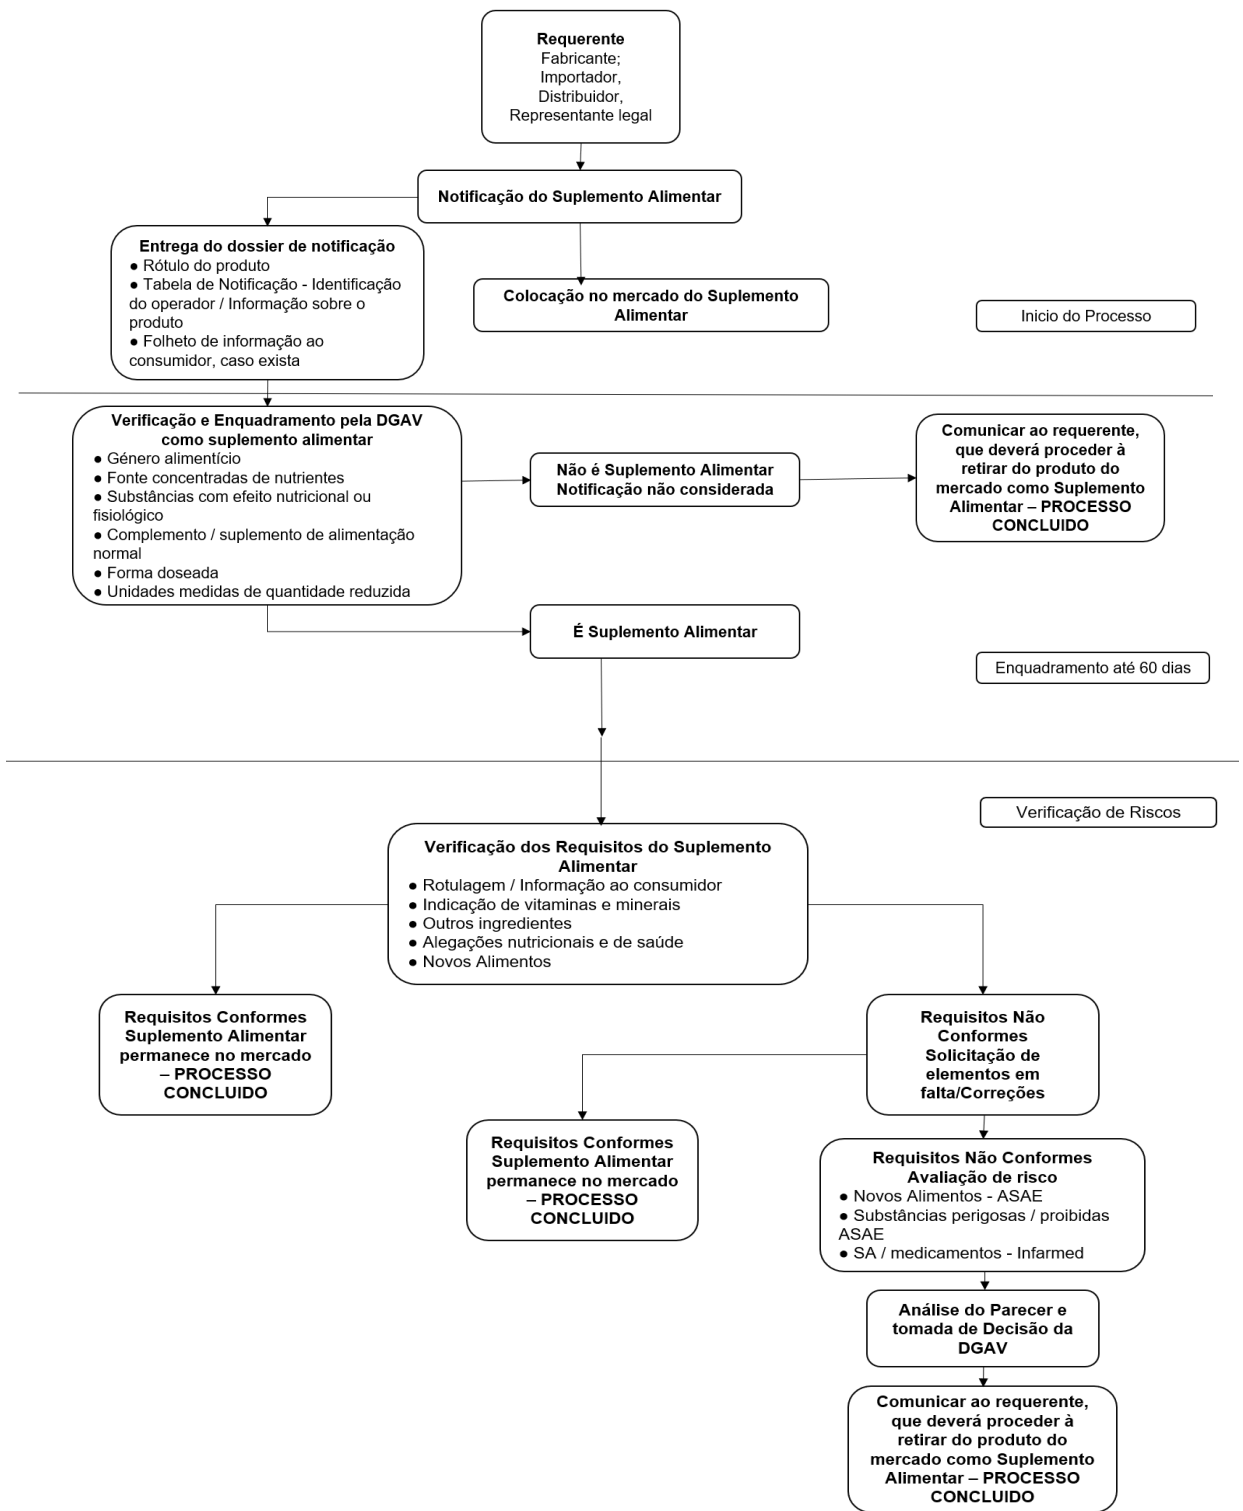 Requerente
Fabricante;
Importador,
Distribuidor,
Representante legal
Notificação do Suplemento Alimentar
Entrega do dossier de notificação
● Rótulo do produto
● Tabela de Notificação - Identificação
do operador / Informação sobre o
produto
● Folheto de informação ao
consumidor, caso exista
Colocação no mercado do Suplemento
Alimentar
Inicio do Processo
Verificação e Enquadramento pela DGAV
como suplemento alimentar
● Género alimentício
● Fonte concentradas de nutrientes
● Substâncias com efeito nutricional ou
fisiológico
● Complemento / suplemento de alimentação
normal
● Forma doseada
● Unidades medidas de quantidade reduzida
Não é Suplemento Alimentar
Notificação não considerada
Comunicar ao requerente,
que deverá proceder à
retirar do produto do
mercado como Suplemento
Alimentar – PROCESSO
CONCLUIDO
É Suplemento Alimentar
Enquadramento até 60 dias
Verificação de Riscos
Verificação dos Requisitos do Suplemento
Alimentar
● Rotulagem / Informação ao consumidor
● Indicação de vitaminas e minerais
● Outros ingredientes
● Alegações nutricionais e de saúde
● Novos Alimentos
Requisitos Conformes
Suplemento Alimentar
permanece no mercado
– PROCESSO
CONCLUIDO
Requisitos Não
Conformes
Solicitação de
elementos em
falta/Correções
Requisitos Conformes
Suplemento Alimentar
permanece no mercado
– PROCESSO
CONCLUIDO
Requisitos Não Conformes
Avaliação de risco
● Novos Alimentos - ASAE
● Substâncias perigosas / proibidas
ASAE
● SA / medicamentos - Infarmed
Análise do Parecer e
tomada de Decisão da
DGAV
Comunicar ao requerente,
que deverá proceder à
retirar do produto do
mercado como Suplemento
Alimentar – PROCESSO
CONCLUIDO